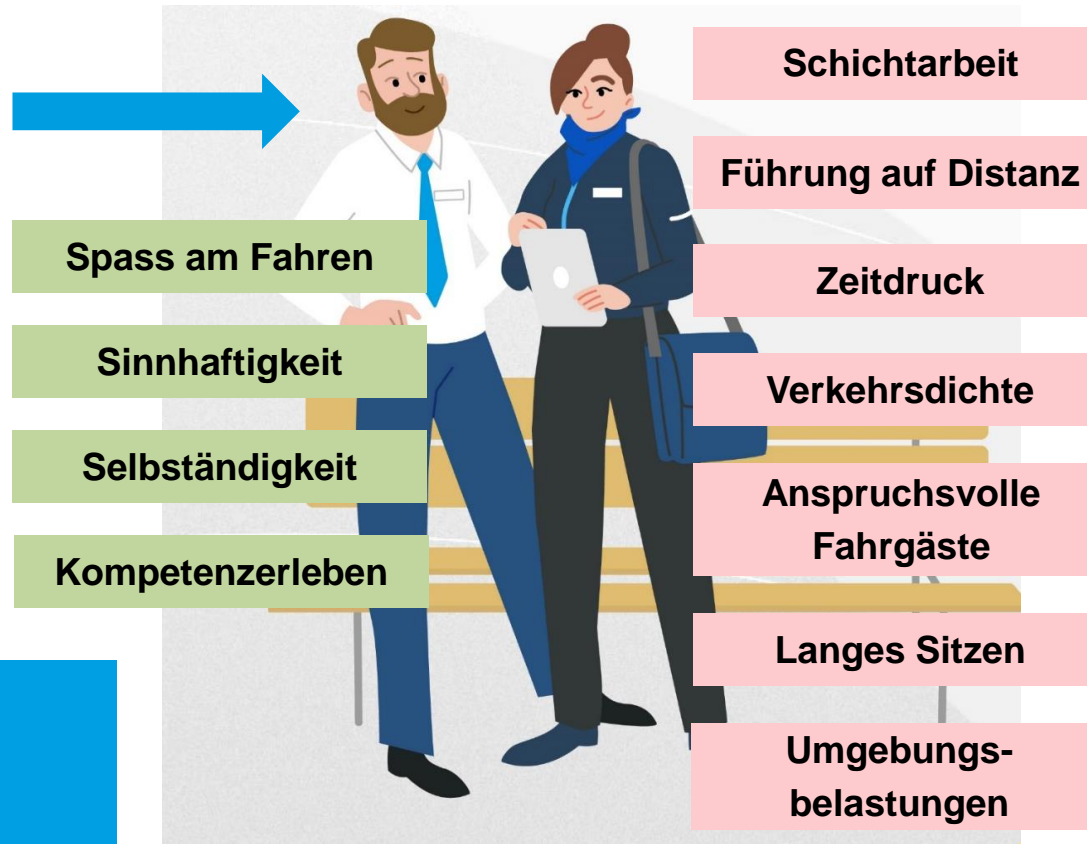 Spass am Fahren
Sinnhaftigkeit
Selbständigkeit
Kompetenzerleben
Schichtarbeit
Führung auf Distanz
Zeitdruck
Verkehrsdichte
Anspruchsvolle
Fahrgäste
Langes Sitzen
Umgebungs-
belastungen